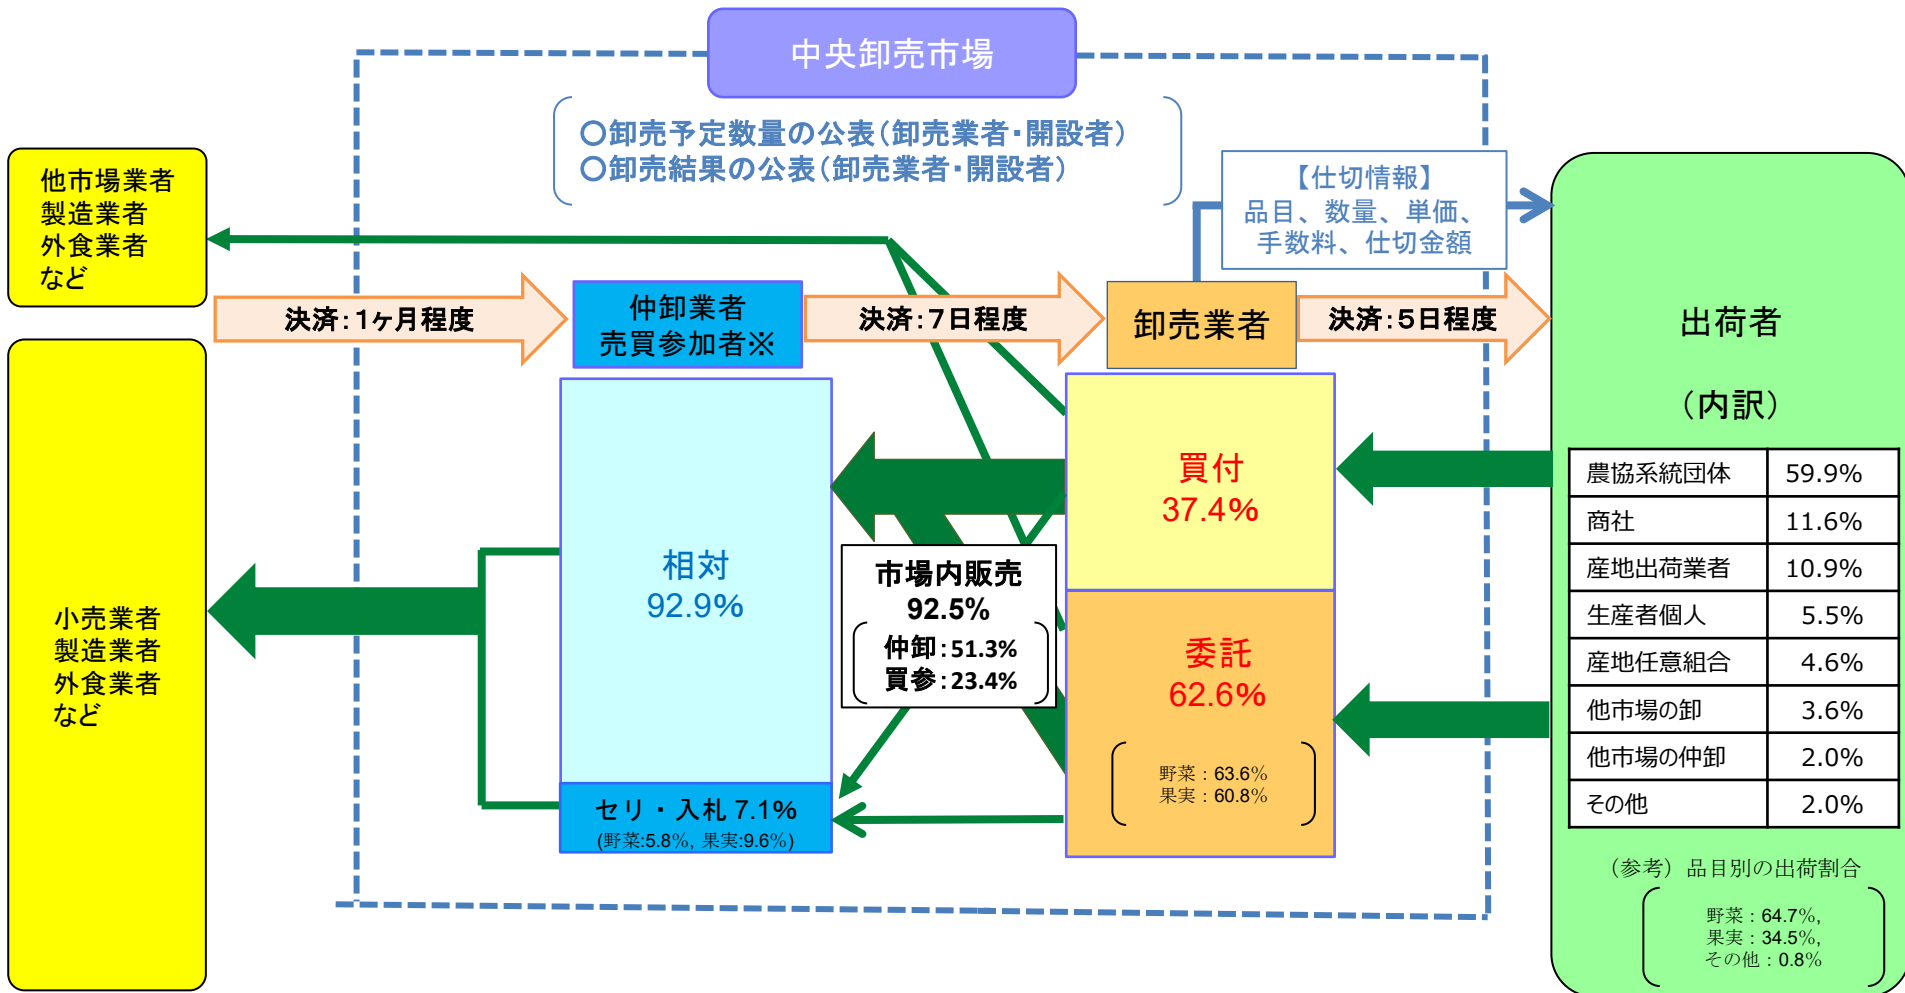 中央卸売市場
○卸売予定数量の公表(卸売業者・開設者)
○卸売結果の公表(卸売業者・開設者)
他市場業者
製造業者
外食業者
など
【仕切情報】
品目、数量、単価、
手数料、仕切金額
決済:1ヶ月程度
仲卸業者
売買参加者※
決済:7日程度
卸売業者
決済:5日程度
出荷者
(内訳)
農協系統団体 59.9%
商社 11.6%
産地出荷業者 10.9%
生産者個人 5.5%
産地任意組合 4.6%
他市場の卸 3.6%
他市場の仲卸 2.0%
その他 2.0%
(参考)品目別の出荷割合
野菜:64.7%,
果実:34.5%,
その他:0.8%
買付
37.4%
委託
62.6%
野菜:63.6%
果実:60.8%
市場内販売
92.5%
仲卸:51.3%
買参:23.4%
相対
92.9%
セリ・入札 7.1%
(野菜:5.8%, 果実:9.6%)
小売業者
製造業者
外食業者
など